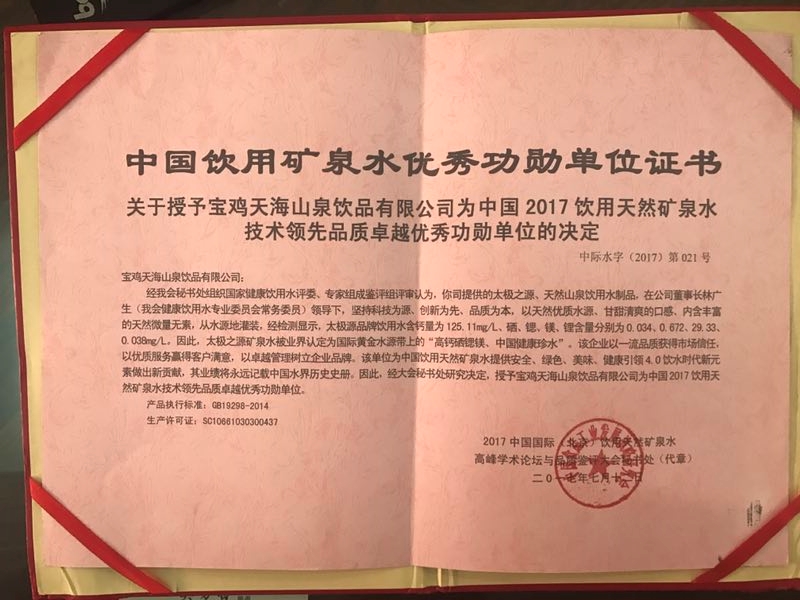 中国饮用矿泉水优秀功勋单位证书
关于授予宝鸡天海山泉饮品有限公司为中国 2017 饮用天然矿泉水
技术领先品质卓越优秀功勋单位的决定
中际水字（2017）第 021 号
宝鸡天海山泉饮品有限公司：
经我会秘书处组织国家健康饮用水评委、专家组成鉴评组评审认为，你司提供的太极之源、天然山泉饮用水制品，在公司董事长林广
生（我会健康饮用水专业委员会常务委员）领导下，坚持科技为源、创新为先、品质为本，以天然优质水源、甘甜清爽的口感、内含丰富
的天然微量无素，从水源地灌装，经检测显示，太极源品牌饮用水含钙量为 125.11mg/L、硒、锶、镁、锂含量分别为 0.034、0.672、29.33、
0.038mg/L。因此，太极之源矿泉水被业界认定为国际黄金水源带上的“高钙硒锶镁、中国健康珍水”。该企业以一流品质获得市场信任，
以优质服务赢得客户满意，以卓越管理树立企业品牌。该单位为中国饮用天然矿泉水提供安全、绿色、美味、健康引领 4.0 饮水时代新元
素做出新贡献，其业绩将永远记载中国水界历史史册。因此，经大会秘书处研究决定，授予宝鸡天海山泉饮品有限公司为中国 2017 饮用天
然矿泉水技术领先品质卓越优秀功勋单位。
产品执行标准：GB19298-2014
生产许可证：SC10661030300437
2017 中国国际（北京）饮用天然矿泉水
高峰学术论坛与品质鉴评大会秘书处（代章）
二〇一七年七月十二日